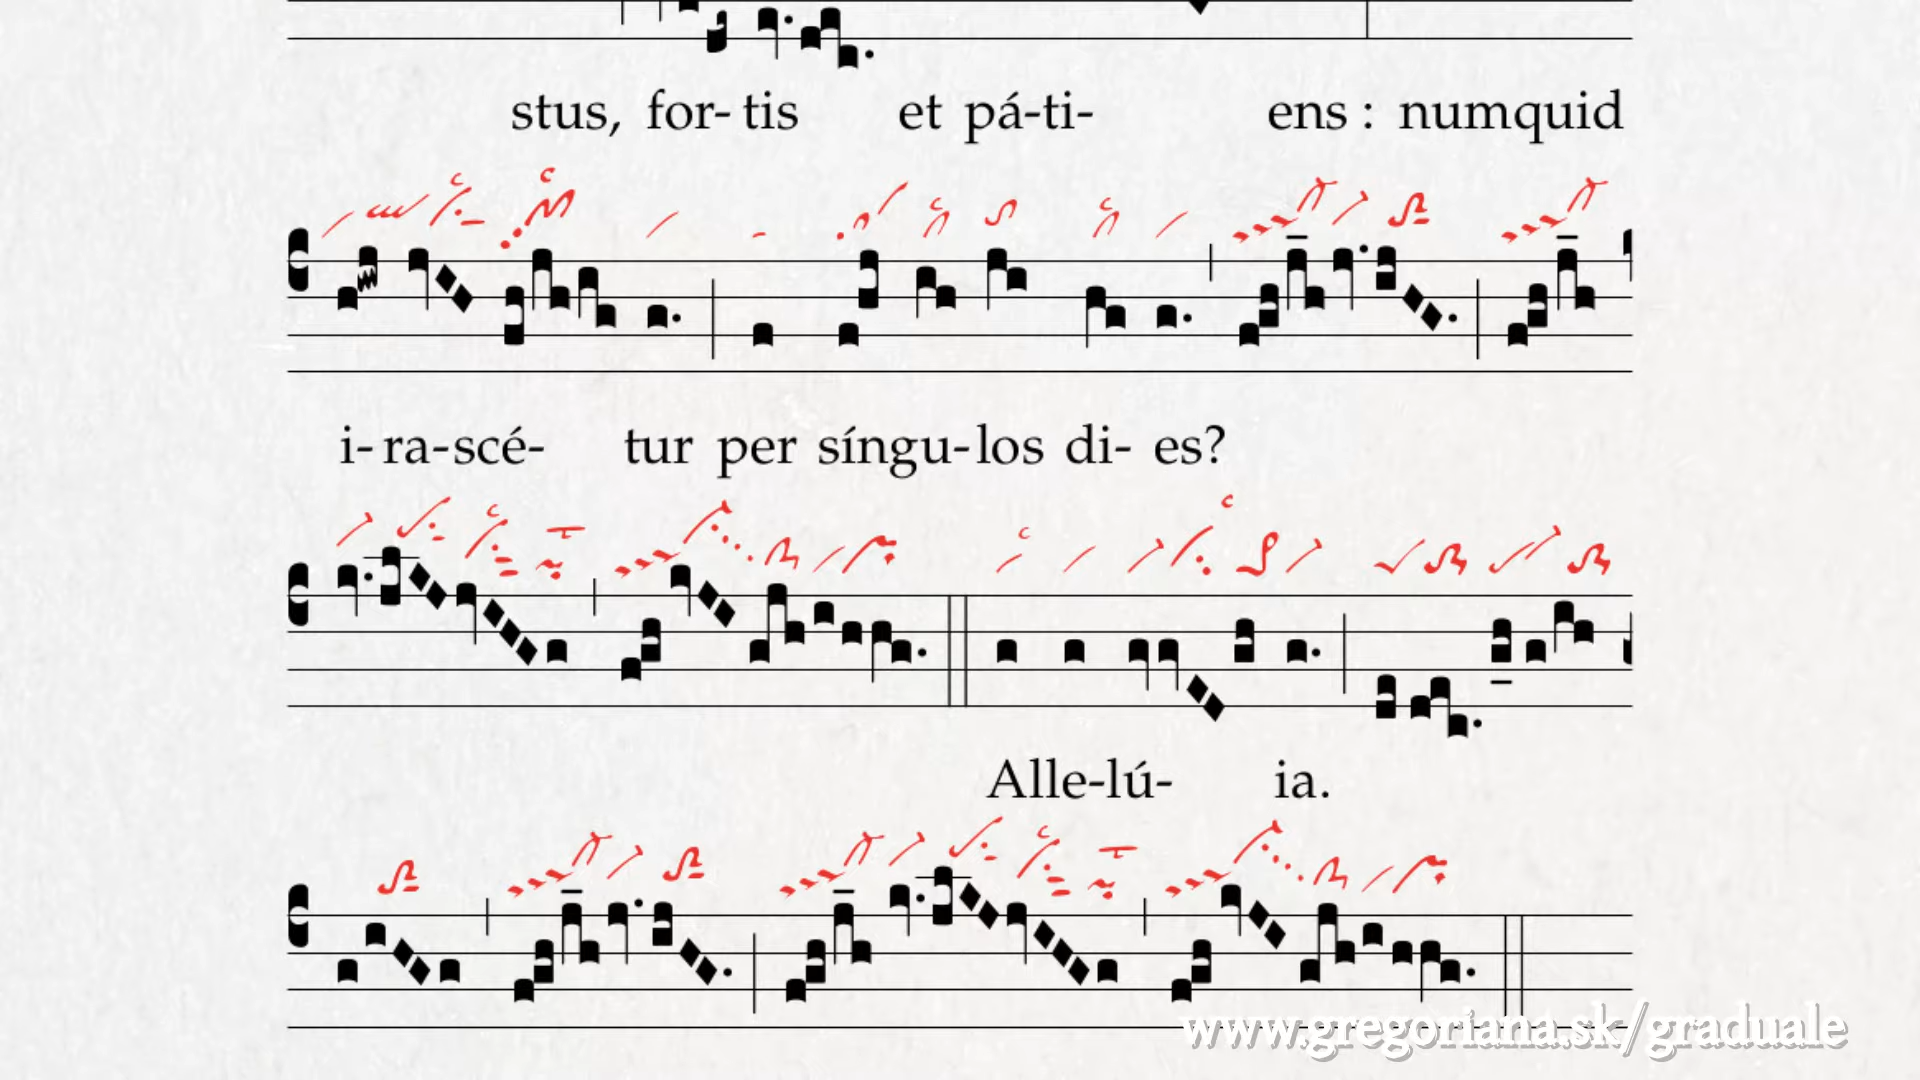 stus, for- tis et pá-ti- ens : numquid
i- ra-scé- tur per síngu-los di- es?
Alle-lú- ia.
www.gregoriana.sk/graduale